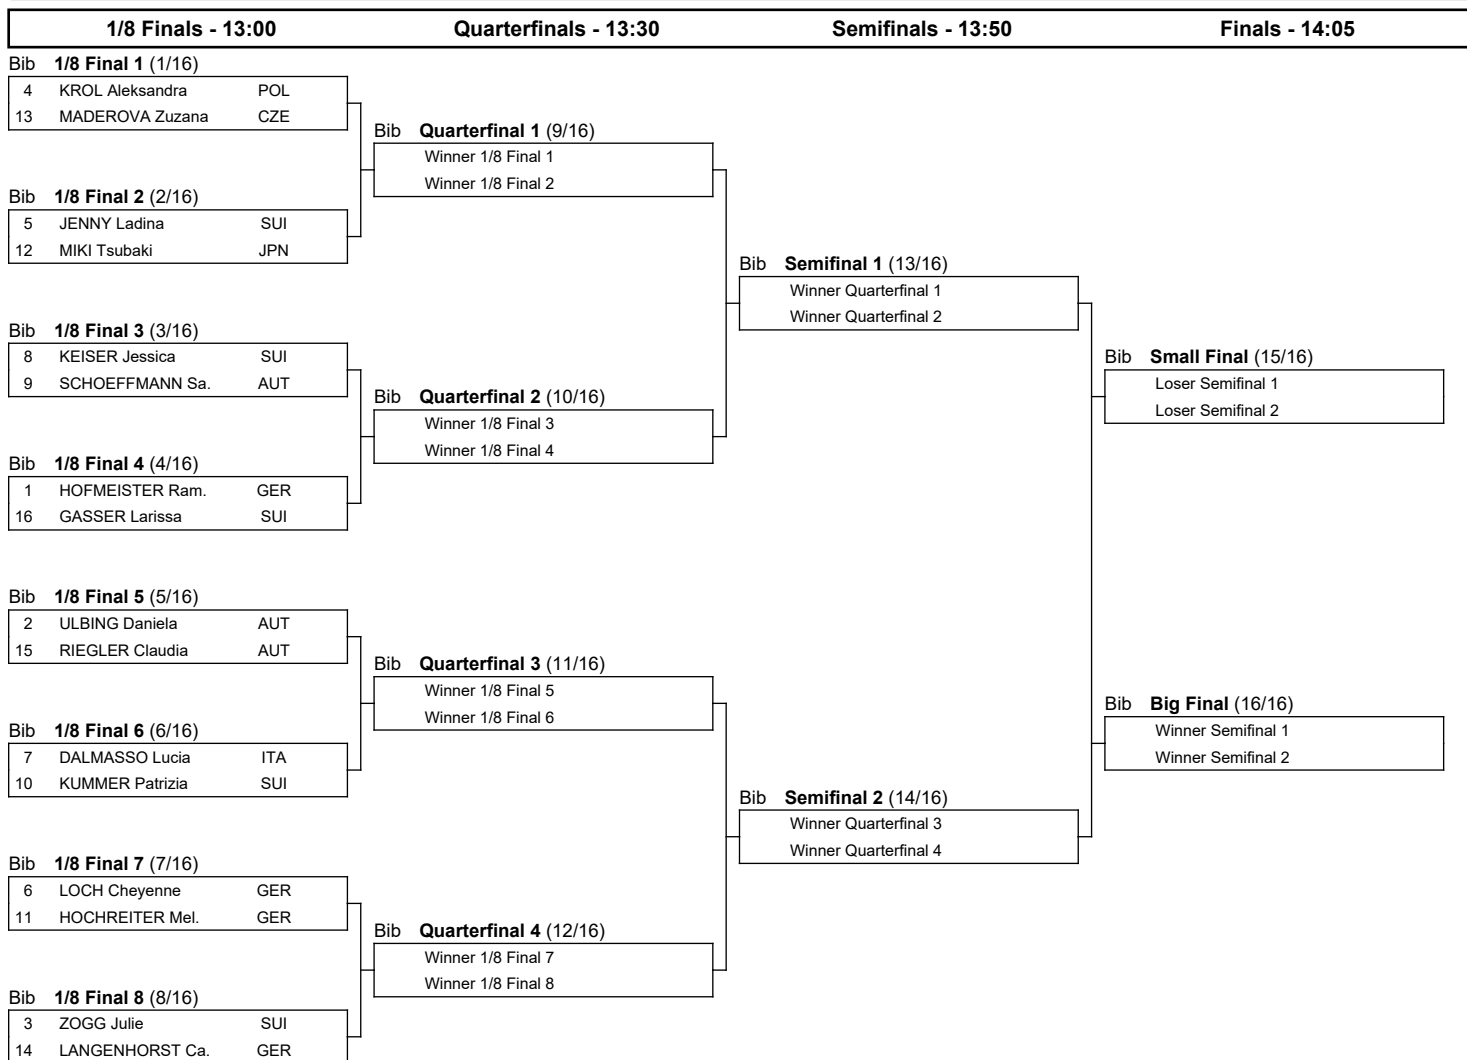 1/8 Finals - 13:00 Quarterfinals - 13:30 Semifinals - 13:50 Finals - 14:05
Bib 1/8 Final 1 (1/16)
4 KROL Aleksandra POL
13 MADEROVA Zuzana CZE
Bib 1/8 Final 2 (2/16)
5 JENNY Ladina SUI
12 MIKI Tsubaki JPN
Bib 1/8 Final 3 (3/16)
8 KEISER Jessica SUI
9 SCHOEFFMANN Sa. AUT
Bib 1/8 Final 4 (4/16)
1 HOFMEISTER Ram. GER
16 GASSER Larissa SUI
Bib 1/8 Final 5 (5/16)
2 ULBING Daniela AUT
15 RIEGLER Claudia AUT
Bib 1/8 Final 6 (6/16)
7 DALMASSO Lucia ITA
10 KUMMER Patrizia SUI
Bib 1/8 Final 7 (7/16)
6 LOCH Cheyenne GER
11 HOCHREITER Mel. GER
Bib 1/8 Final 8 (8/16)
3 ZOGG Julie SUI
14 LANGENHORST Ca. GER
Bib Quarterfinal 1 (9/16)
Winner 1/8 Final 1
Winner 1/8 Final 2
Bib Quarterfinal 2 (10/16)
Winner 1/8 Final 3
Winner 1/8 Final 4
Bib Quarterfinal 3 (11/16)
Winner 1/8 Final 5
Winner 1/8 Final 6
Bib Quarterfinal 4 (12/16)
Winner 1/8 Final 7
Winner 1/8 Final 8
Bib Semifinal 1 (13/16)
Winner Quarterfinal 1
Winner Quarterfinal 2
Bib Semifinal 2 (14/16)
Winner Quarterfinal 3
Winner Quarterfinal 4
Bib Small Final (15/16)
Loser Semifinal 1
Loser Semifinal 2
Bib Big Final (16/16)
Winner Semifinal 1
Winner Semifinal 2